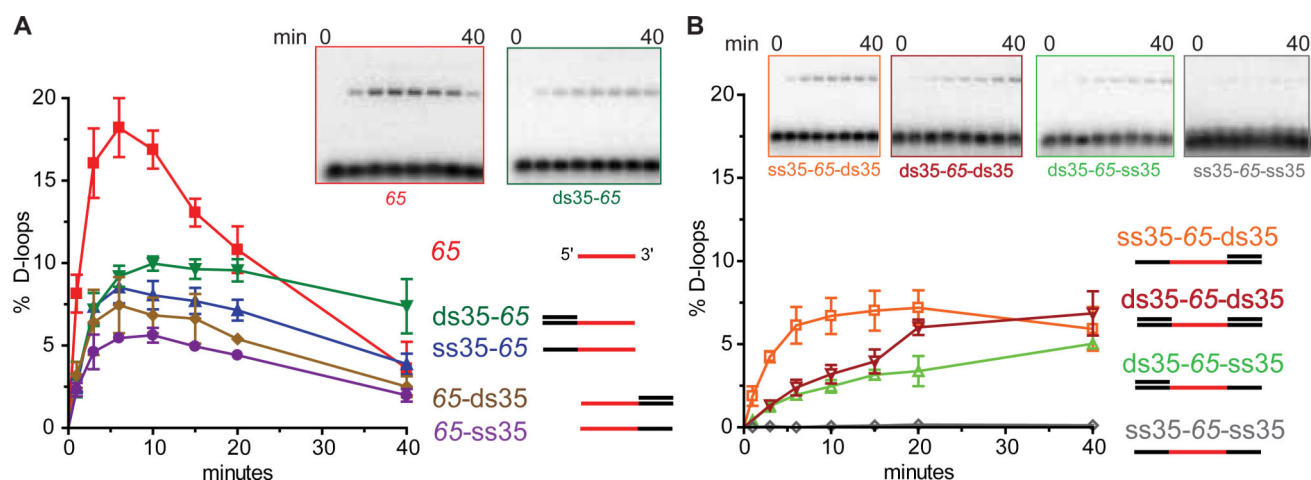 A
min 0 40 0 40
65
ds35-65
% D-loops
20
15
10
5
0
0 10 20 30 40
minutes
65
5' 3'
ds35-65
ss35-65
65-ds35
65-ss35
B
min 0 40 0 40 0 40 0 40
ss35-65-ds35 ds35-65-ds35 ds35-65-ss35 ss35-65-ss35
% D-loops
20
15
10
5
0
0 10 20 30 40
minutes
ss35-65-ds35
ds35-65-ds35
ds35-65-ss35
ss35-65-ss35